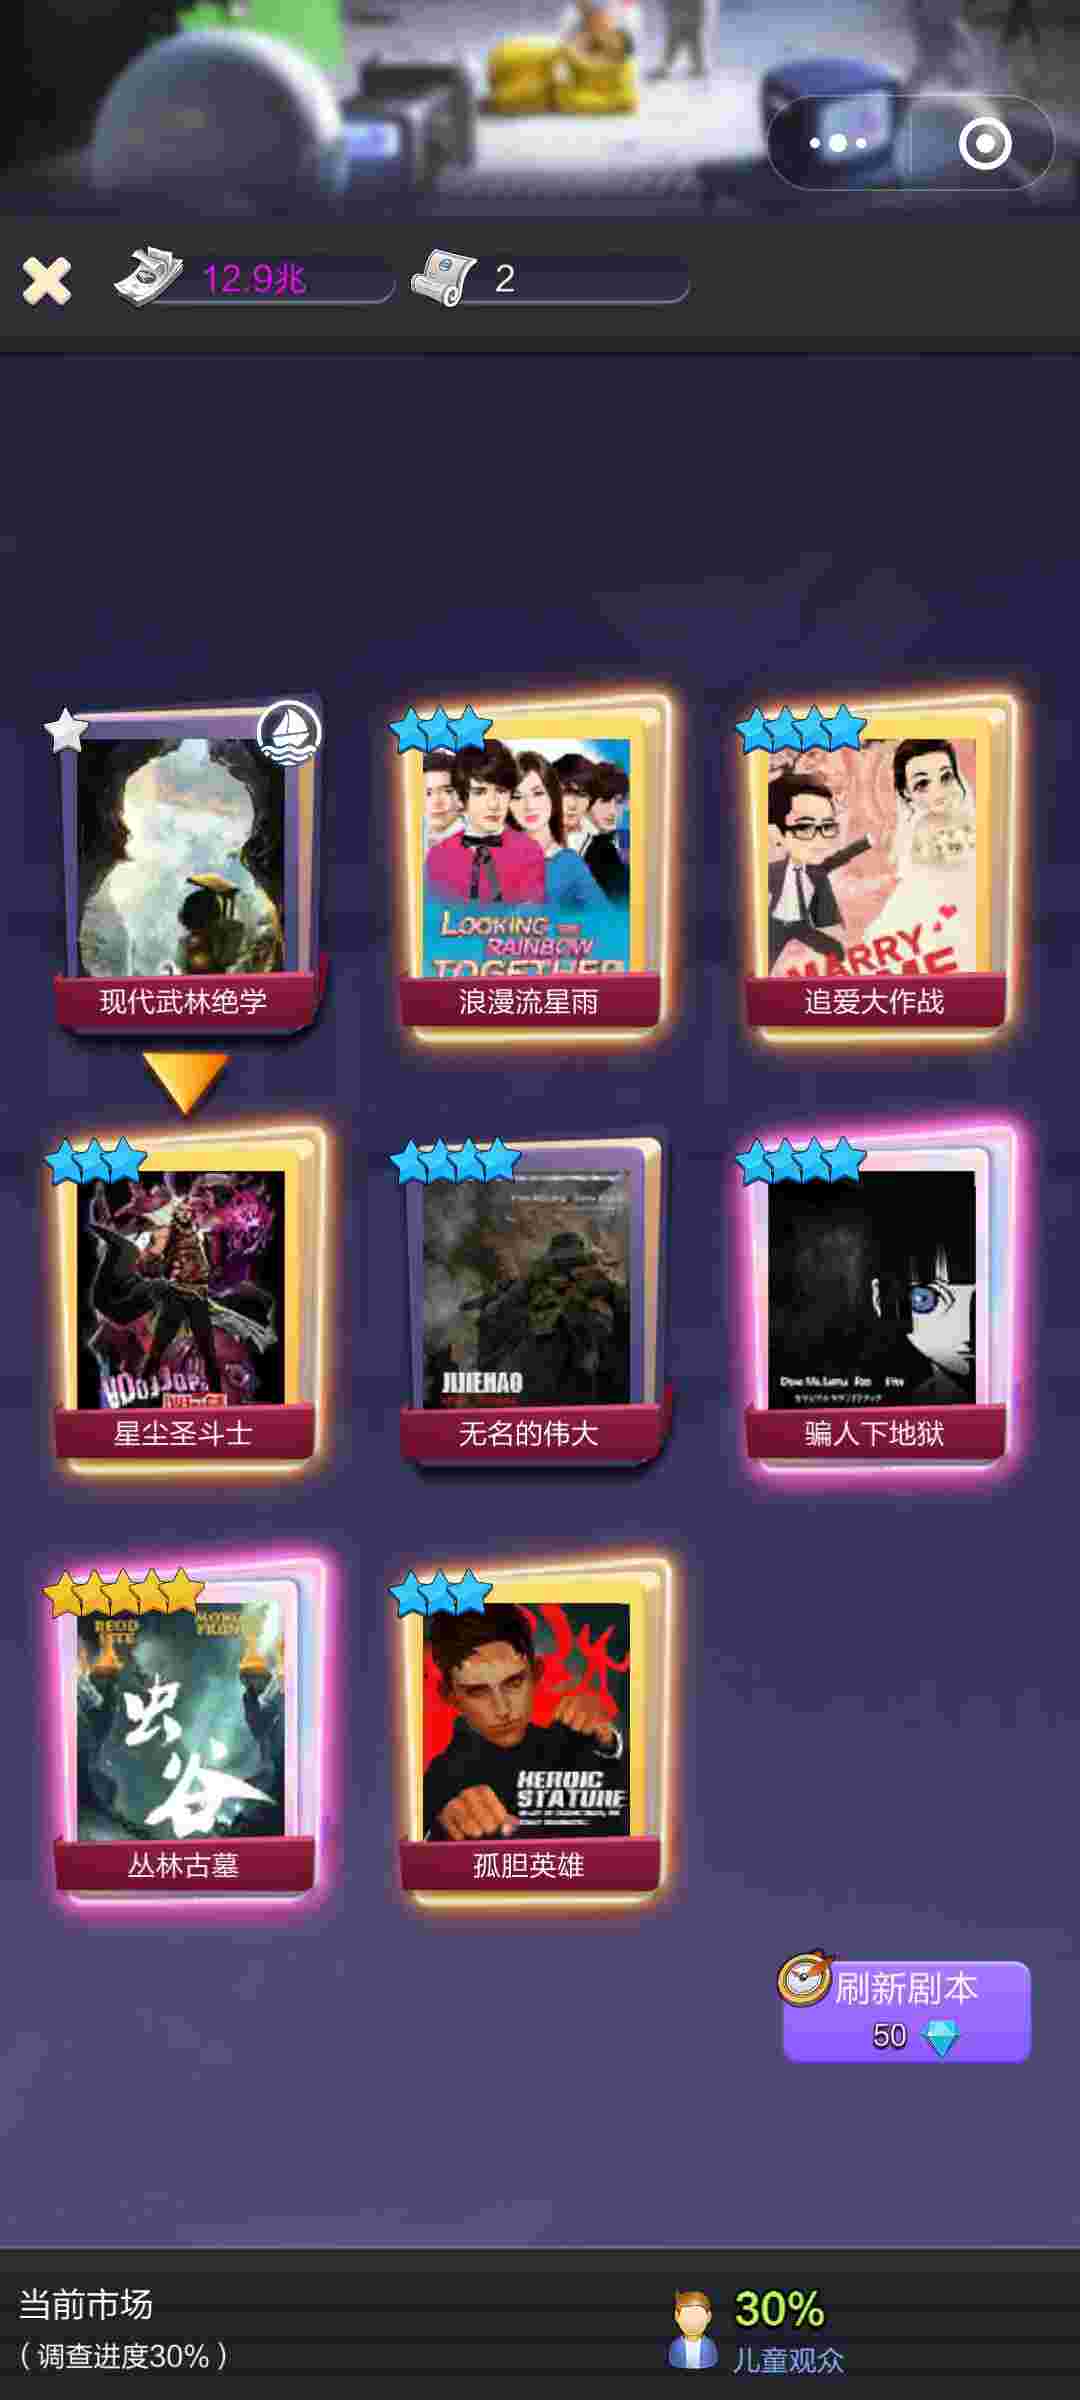 12.9兆
2
现代武林绝学
LOOKING
RAINBOW
TOGETHER
浪漫流星雨
MARRY
ME
追爱大作战
星尘圣斗士
JIJIEHAO
无名的伟大
骗人下地狱
虫谷
丛林古墓
HEROIC
STATURE
孤胆英雄
刷新剧本
50
当前市场
（调查进度30%）
30%
儿童观众